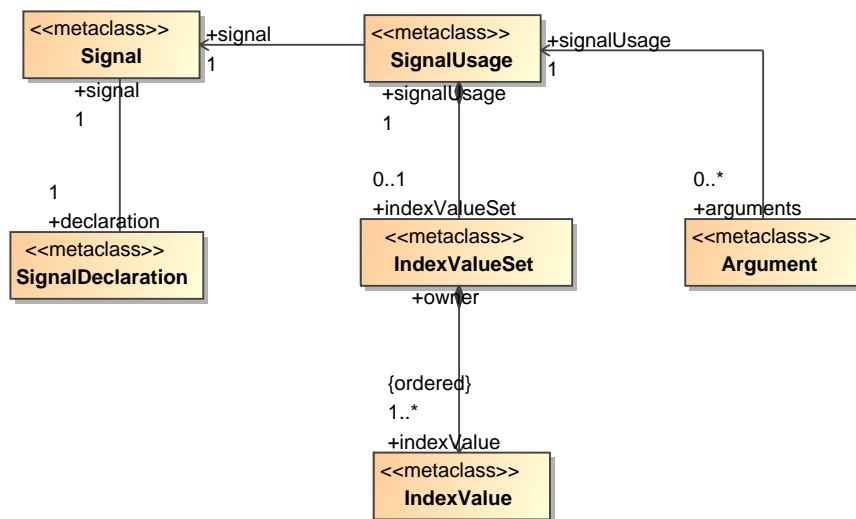 <<metaclass>>
Signal
+signal
1
<<metaclass>>
SignalUsage
+signalUsage
1
+signal
1
+signalUsage
1
1
+declaration
0..1
+indexValueSet
0..*
+arguments
<<metaclass>>
SignalDeclaration
<<metaclass>>
IndexValueSet
<<metaclass>>
Argument
+owner
{ordered}
1..*
+indexValue
<<metaclass>>
IndexValue